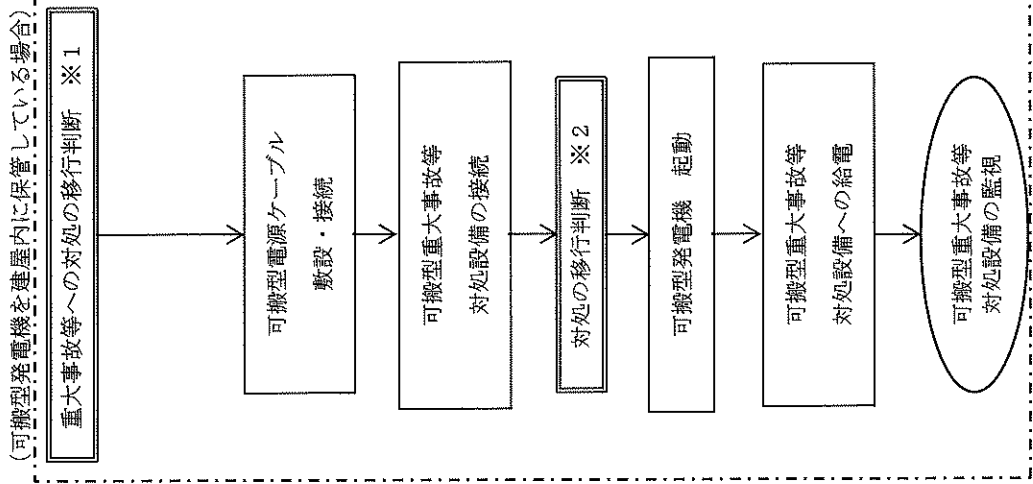 (可搬型発電機を建屋内に保管している場合)
重大事故等への対処の移行判断 ※1
可搬型電源ケーブル
敷設・接続
可搬型重大事故等
対処設備の接続
対処の移行判断 ※2
可搬型発電機 起動
可搬型重大事故等
対処設備への給電
可搬型重大事故等
対処設備の監視